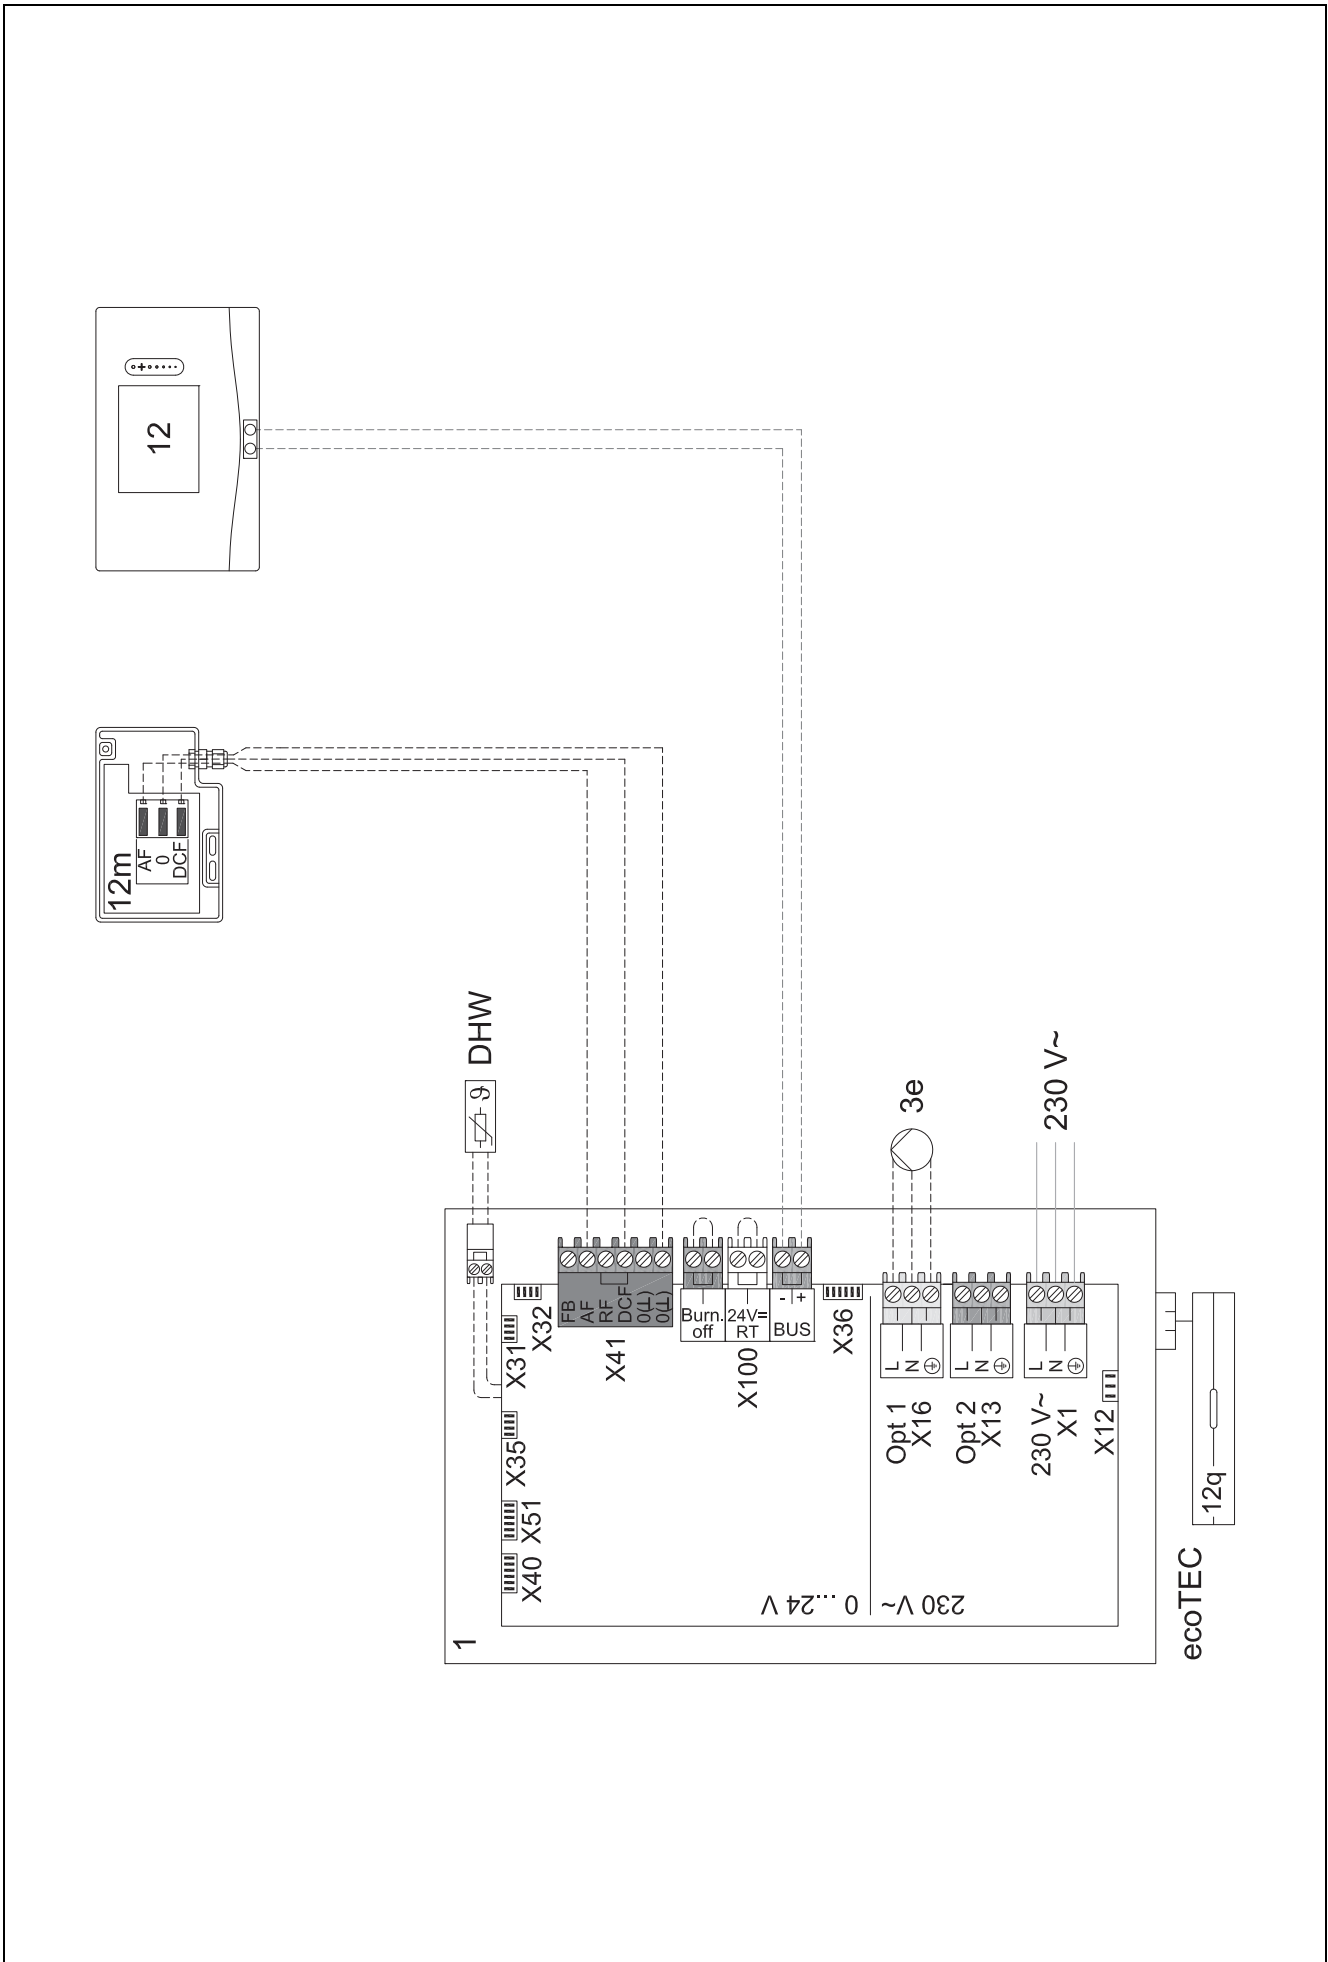 12
12m
AF
0
DCF
DHW
ϑ
3e
230 V~
X32
X31
X35
X51
X40
FB
AF
RF
DCF
0(⊥)
0(⊥)
X41
Burn.
off
24V=
RT
X100
- +
BUS
X36
L
N
Opt 1
X16
L
N
Opt 2
X13
L
N
230 V~
X1
X12
0...24 V
230 V~
1
ecoTEC
12q